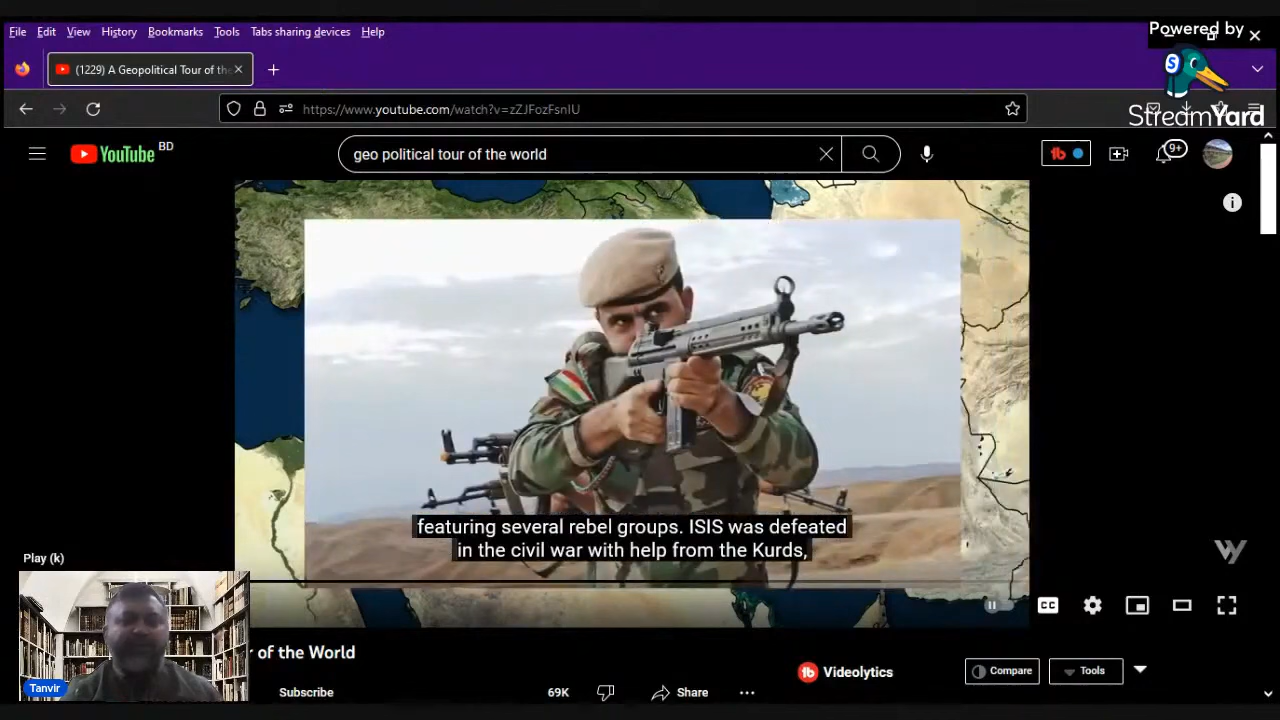 File Edit View History Bookmarks Tools Tabs sharing devices Help
Powered by
StreamYard
(1229) A Geopolitical Tour of the
https://www.youtube.com/watch?v=zZJFozFsnIU
YouTube BD
geo political tour of the world
9+
featuring several rebel groups. ISIS was defeated
in the civil war with help from the Kurds,
Play (k)
CC
Tanvir
of the World
Subscribe
69K
Share
Videolytics
Compare
Tools